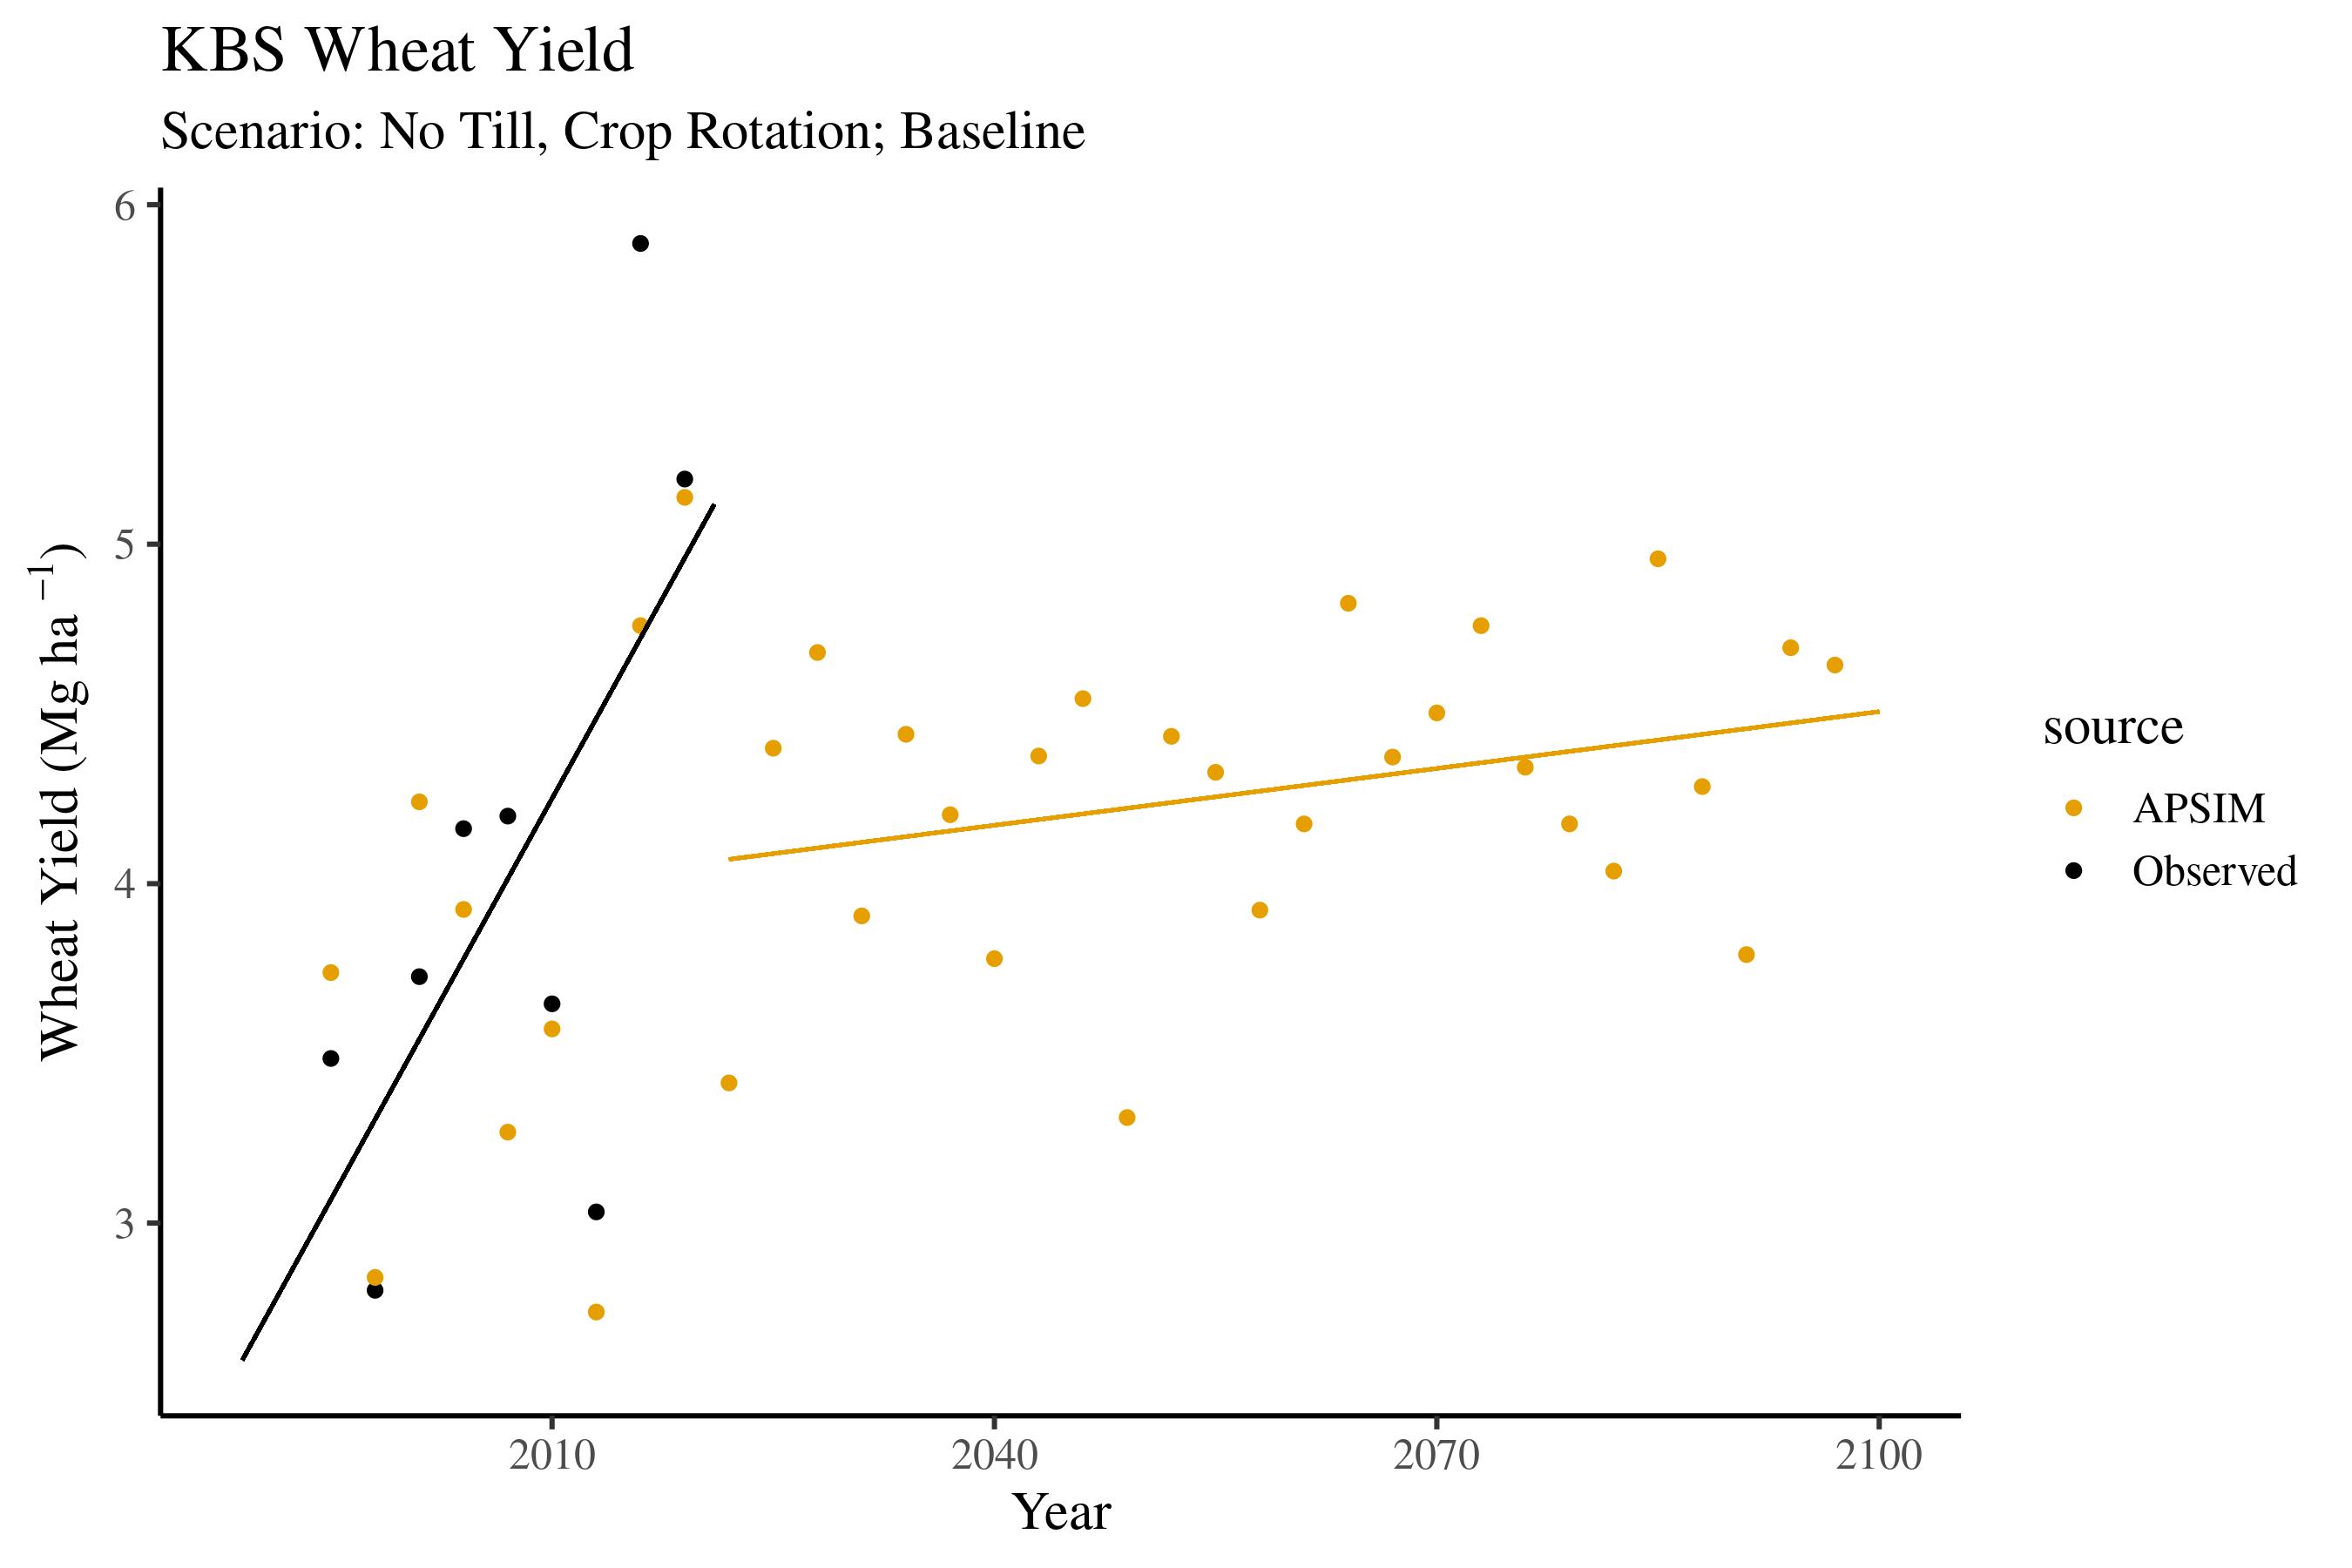 KBS Wheat Yield
Scenario: No Till, Crop Rotation; Baseline
Wheat Yield (Mg ha −1)
6
5
4
3
2010
2040
2070
2100
Year
source
APSIM
Observed